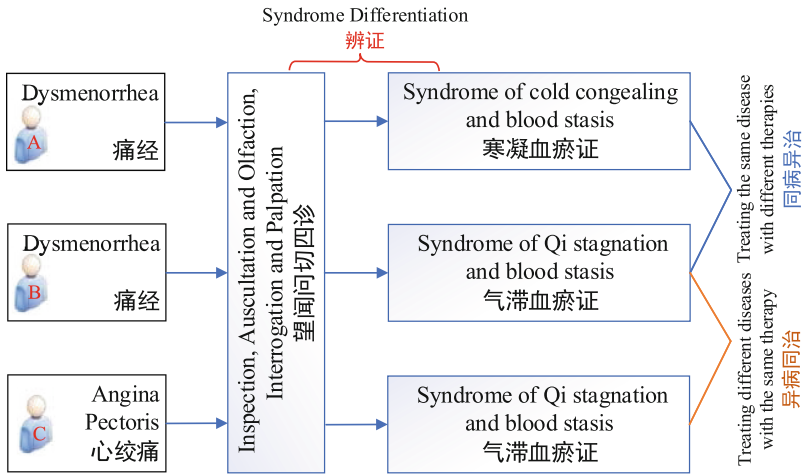 Syndrome Differentiation
辨证
Dysmenorrhea
A
痛经
Dysmenorrhea
B
痛经
Angina
Pectoris
C
心绞痛
Inspection, Auscultation and Olfaction,
Interrogation and Palpation
望闻问切四诊
Syndrome of cold congealing
and blood stasis
寒凝血瘀证
Syndrome of Qi stagnation
and blood stasis
气滞血瘀证
Syndrome of Qi stagnation
and blood stasis
气滞血瘀证
Treating the same disease
with different therapies
同病异治
Treating different diseases
with the same therapy
异病同治